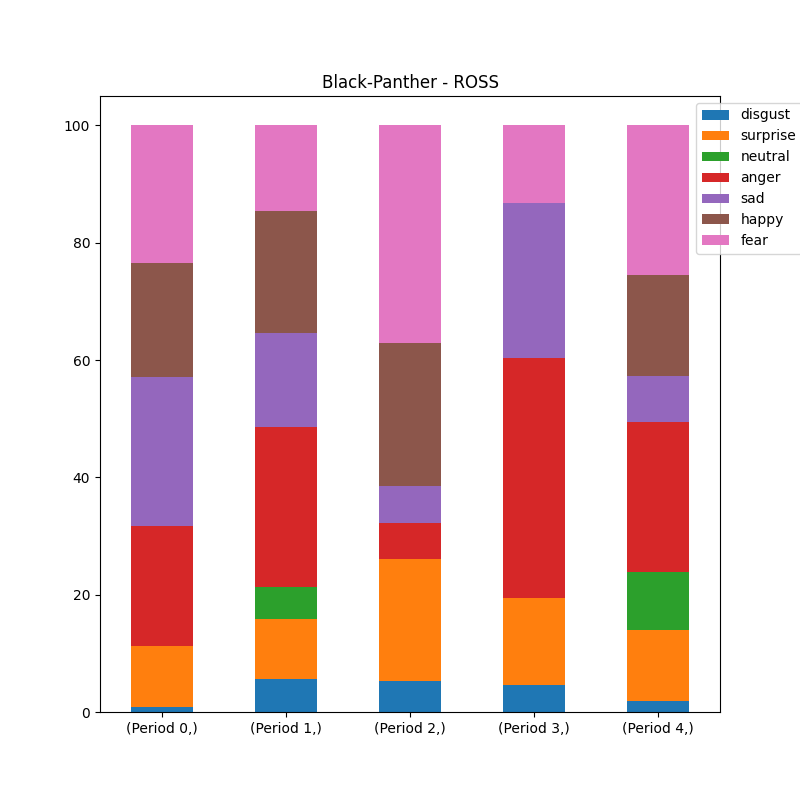 Black-Panther - ROSS
100
80
60
40
20
0
(Period 0,) (Period 1,) (Period 2,) (Period 3,) (Period 4,)
disgust
surprise
neutral
anger
sad
happy
fear